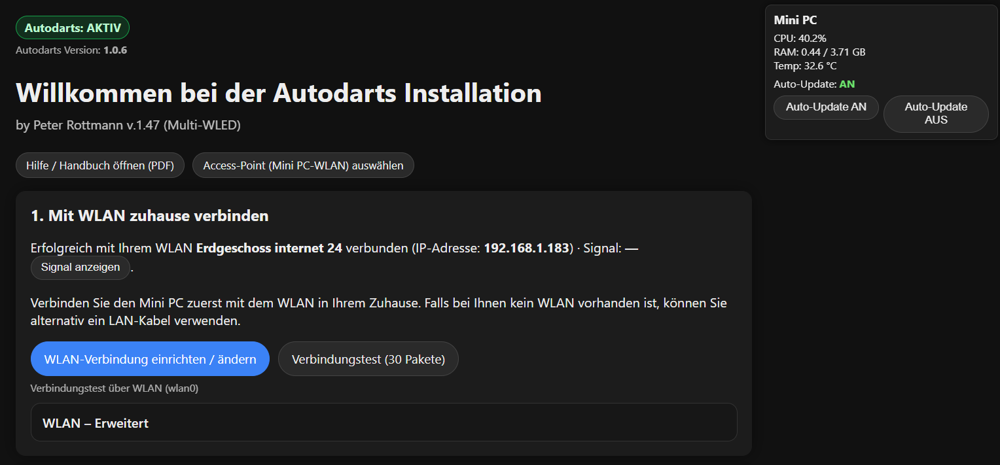 Autodarts: AKTIV
Autodarts Version: 1.0.6
Willkommen bei der Autodarts Installation
by Peter Rottmann v.1.47 (Multi-WLED)
Hilfe / Handbuch öffnen (PDF)
Access-Point (Mini PC-WLAN) auswählen
1. Mit WLAN zuhause verbinden
Erfolgreich mit Ihrem WLAN Erdgeschoss internet 24 verbunden (IP-Adresse: 192.168.1.183) · Signal: —
Signal anzeigen.
Verbinden Sie den Mini PC zuerst mit dem WLAN in Ihrem Zuhause. Falls bei Ihnen kein WLAN vorhanden ist, können Sie
alternativ ein LAN-Kabel verwenden.
WLAN-Verbindung einrichten / ändern
Verbindungstest (30 Pakete)
Verbindungstest über WLAN (wlan0)
WLAN – Erweitert
Mini PC
CPU: 40.2%
RAM: 0.44 / 3.71 GB
Temp: 32.6 °C
Auto-Update: AN
Auto-Update AN
Auto-Update
AUS